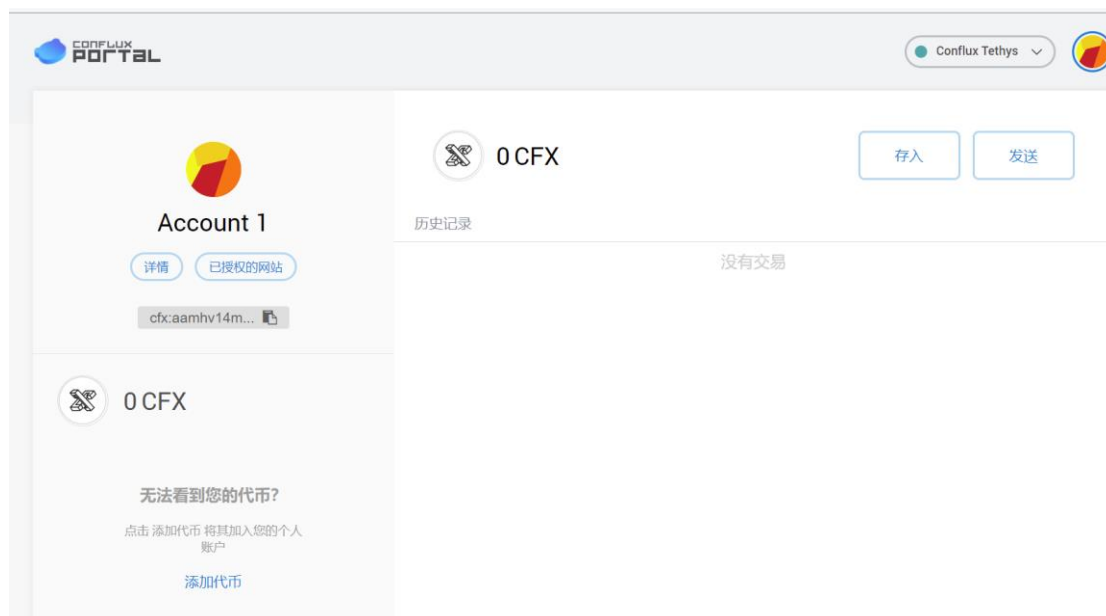 CONFLUX
PORTAL
Conflux Tethys
Account 1
详情
已授权的网站
cfx:aamhv14m...
0 CFX
无法看到您的代币?
点击 添加代币 将其加入您的个人
账户
添加代币
0 CFX
存入
发送
历史记录
没有交易